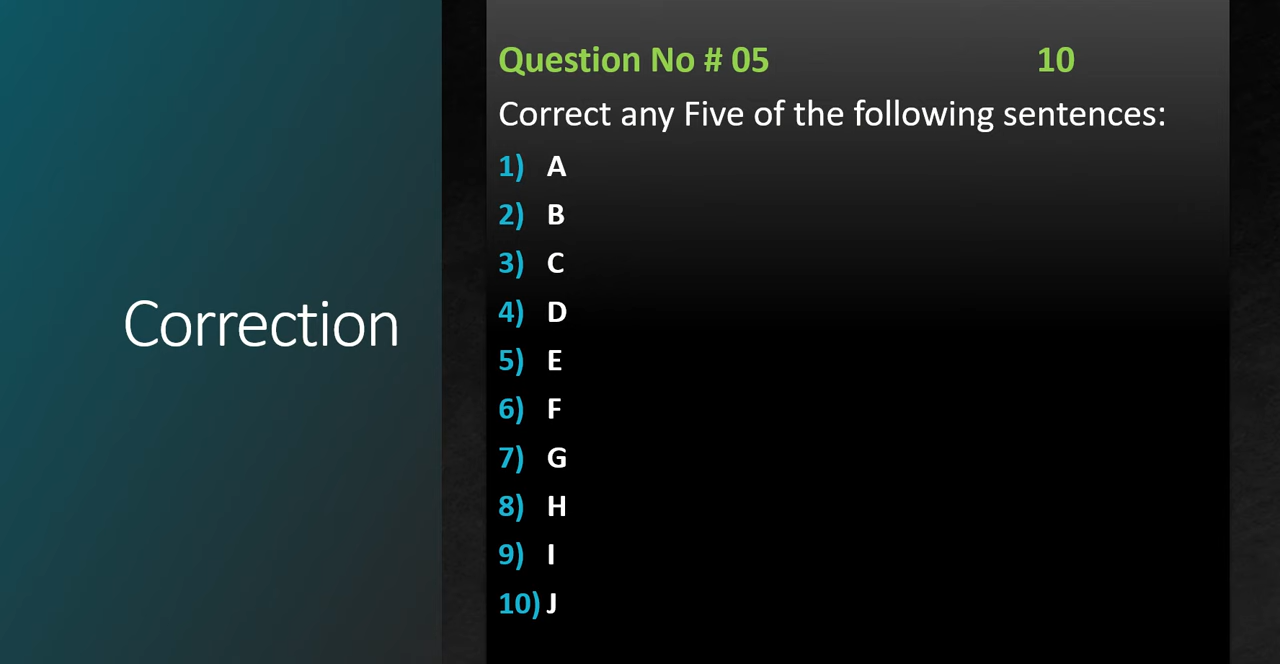 Correction
Question No # 05 10
Correct any Five of the following sentences:
1) A
2) B
3) C
4) D
5) E
6) F
7) G
8) H
9) I
10) J